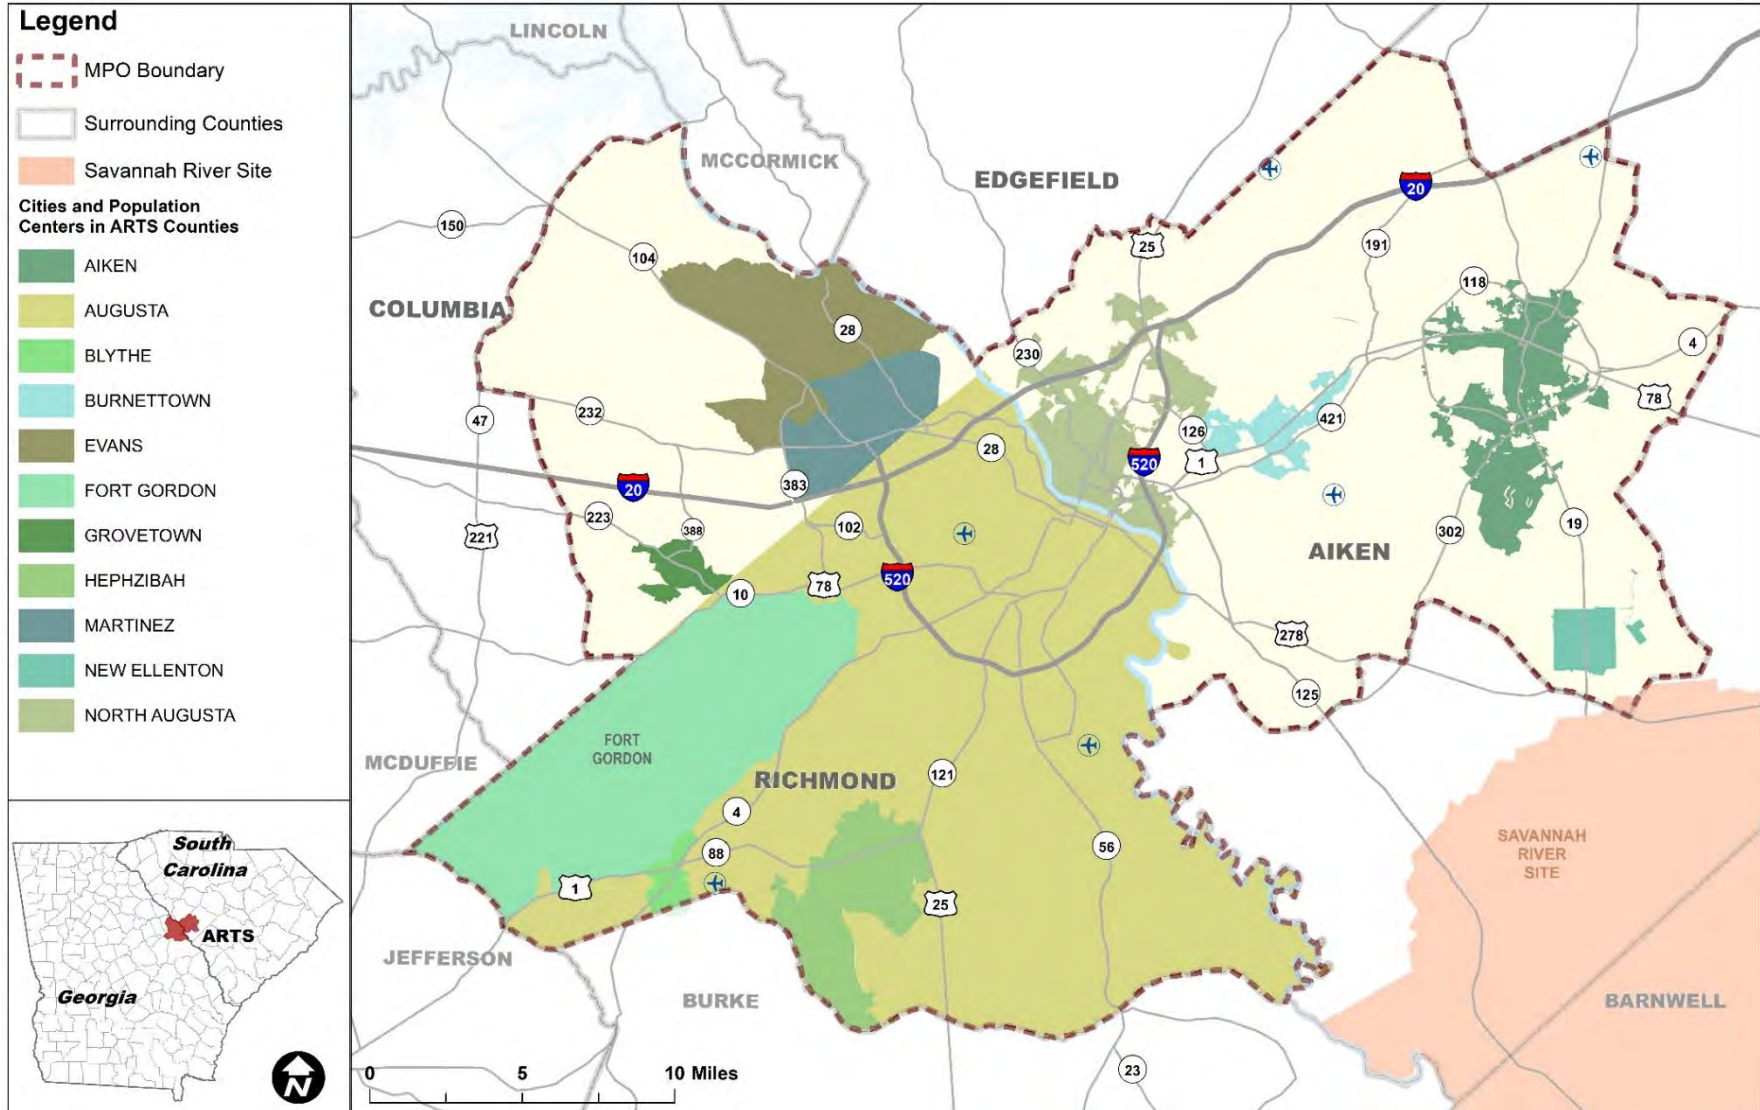 Legend
MPO Boundary
Surrounding Counties
Savannah River Site
Cities and Population
Centers in ARTS Counties
AIKEN
AUGUSTA
BLYTHE
BURNETTOWN
EVANS
FORT GORDON
GROVETOWN
HEPHZIBAH
MARTINEZ
NEW ELLENTON
NORTH AUGUSTA
South
Carolina
ARTS
Georgia
N
LINCOLN
MCCORMICK
EDGEFIELD
20
150
25
191
104
118
COLUMBIA
28
230
4
78
47
232
126
421
28
1
520
20
383
223
388
102
221
302
19
AIKEN
520
78
10
278
125
FORT
GORDON
MCDUFFIE
RICHMOND
121
4
88
56
SAVANNAH
RIVER
SITE
1
25
JEFFERSON
BURKE
BARNWELL
23
0 5 10 Miles